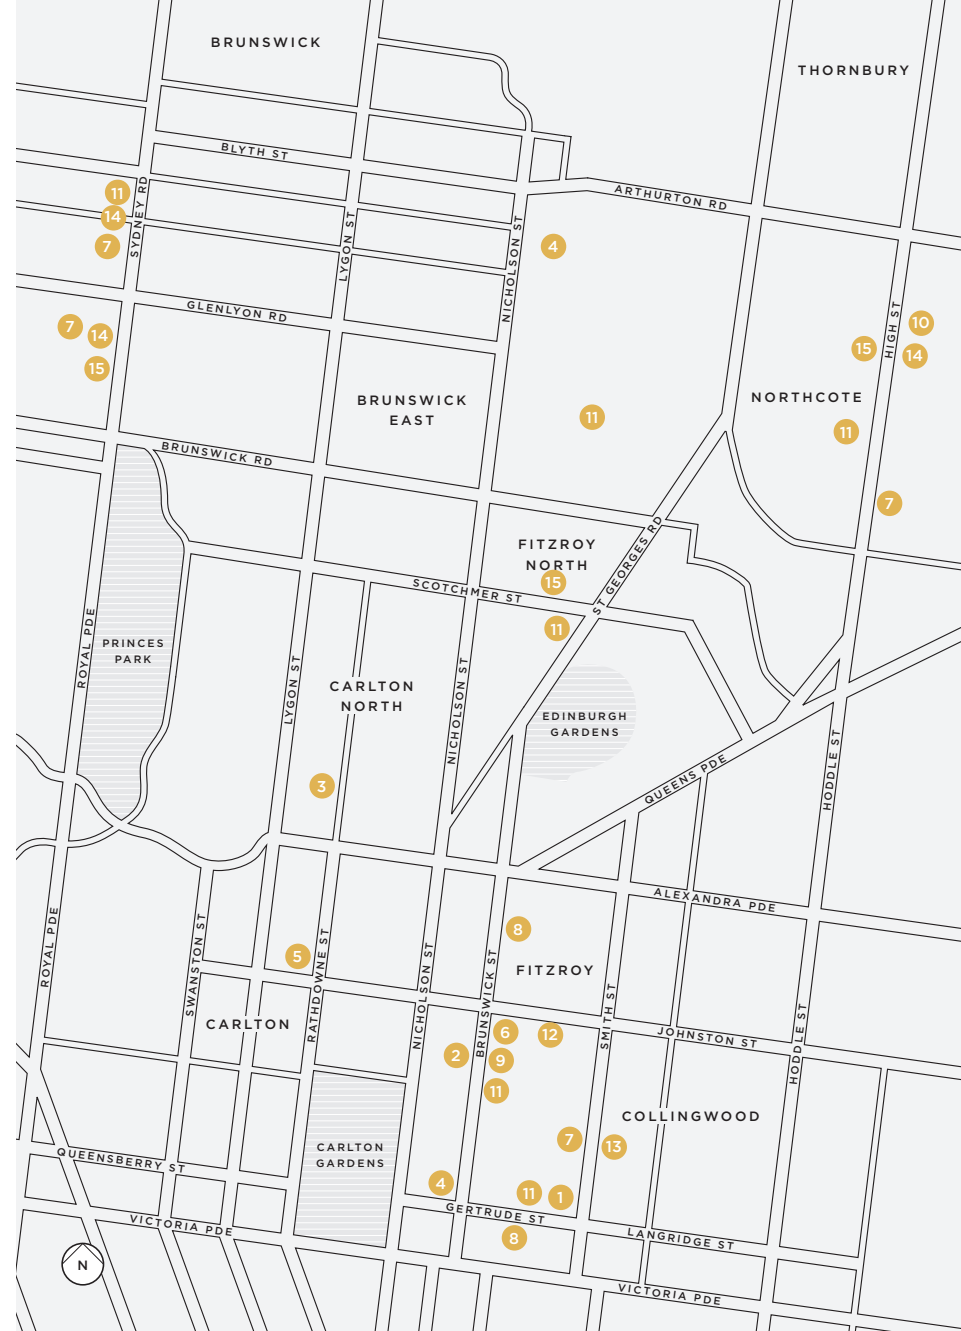 BRUNSWICK
THORNBURY
BLYTH ST
ARTHURTON RD
11
SYDNEY RD
14
LYGON ST
NICHOLSON ST
4
7
GLENLYON RD
HIGH ST
10
7
14
15
14
15
BRUNSWICK
EAST
NORTHCOTE
11
11
BRUNSWICK RD
7
FITZROY
NORTH
ST GEORGES RD
15
SCOTCHMER ST
11
ROYAL PDE
PRINCES
PARK
LYGON ST
CARLTON
NORTH
NICHOLSON ST
EDINBURGH
GARDENS
HODDLE ST
QUEENS PDE
3
ALEXANDRA PDE
ROYAL PDE
SWANSTON ST
5
RATHDOWNE ST
NICHOLSON ST
BRUNSWICK ST
8
FITZROY
SMITH ST
HODDLE ST
CARLTON
JOHNSTON ST
6
12
2
9
11
COLLINGWOOD
7
13
CARLTON
GARDENS
QUEENSBERRY ST
4
11
1
GERTRUDE ST
VICTORIA PDE
8
LANGRIDGE ST
N
VICTORIA PDE